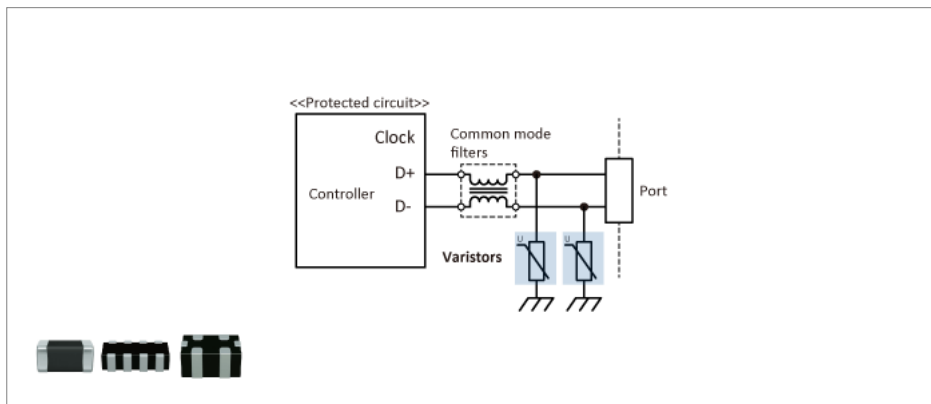 <<Protected circuit>>
Clock
Common mode
filters
D+
Controller
D-
Port
Varistors
U
U